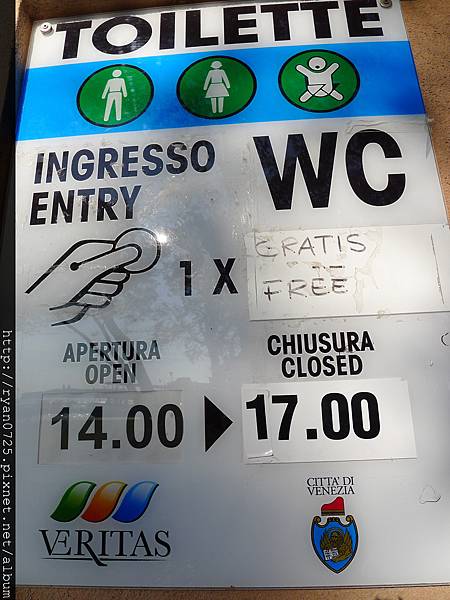 TOILETTE
INGRESSO
ENTRY
WC
1 X
GRATIS
FREE
APERTURA
OPEN
CHIUSURA
CLOSED
14.00
17.00
VERITAS
CITTA' DI
VENEZIA
http://ryan0725.pixnet.net/album